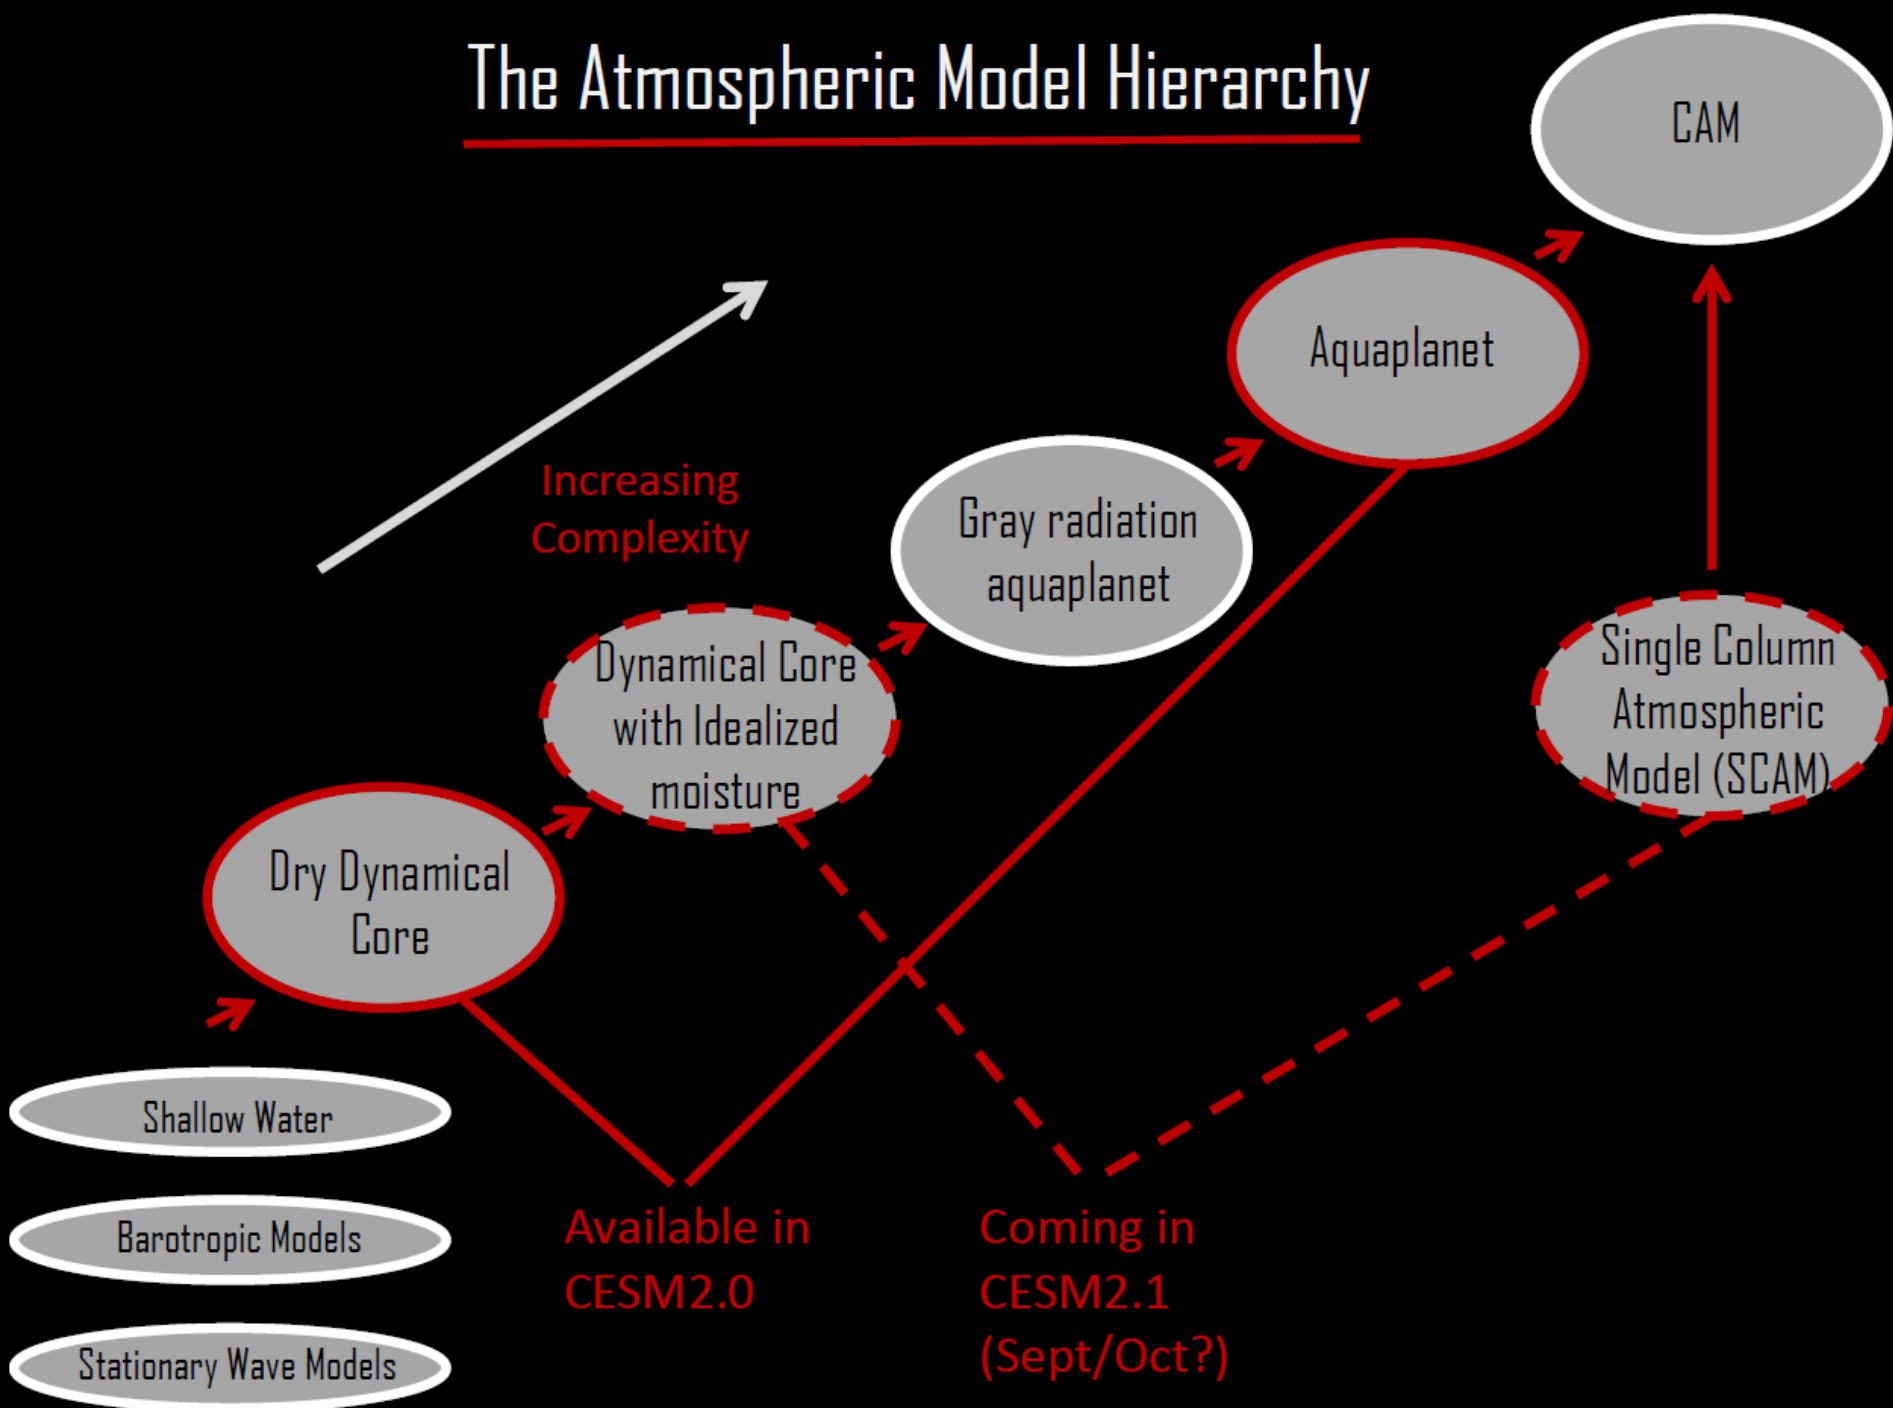 The Atmospheric Model Hierarchy
CAM
Aquaplanet
Increasing
Complexity
Gray radiation
aquaplanet
Dynamical Core
with Idealized
moisture
Single Column
Atmospheric
Model (SCAM)
Dry Dynamical
Core
Shallow Water
Barotropic Models
Stationary Wave Models
Available in
CESM2.0
Coming in
CESM2.1
(Sept/Oct?)